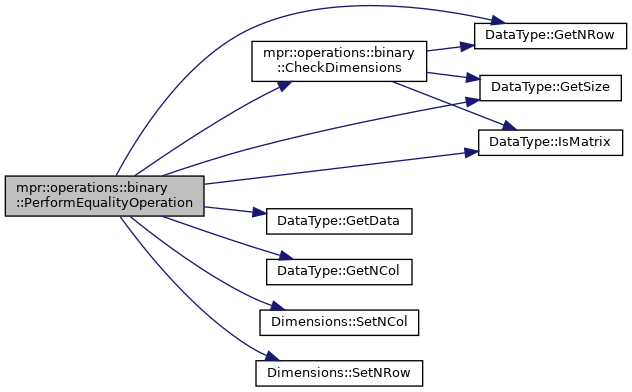 mpr::operations::binary
::PerformEqualityOperation
mpr::operations::binary
::CheckDimensions
DataType::GetNRow
DataType::GetSize
DataType::IsMatrix
DataType::GetData
DataType::GetNCol
Dimensions::SetNCol
Dimensions::SetNRow